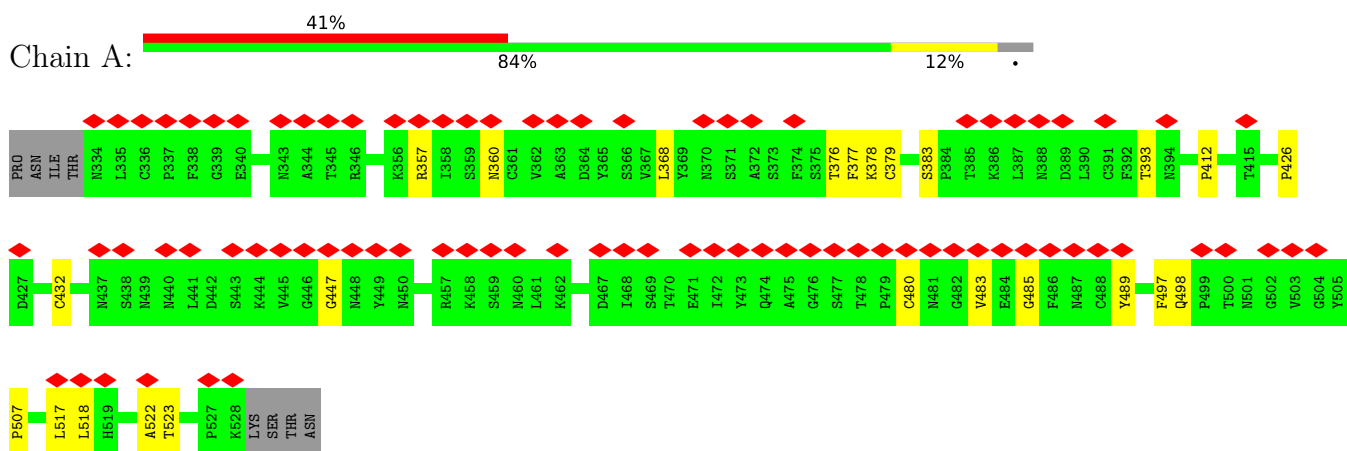 41%
Chain A:
84% 12% •
PRO ASN ILE THR N334 L335 C336 P337 F338 G339 E340 N343 A344 T345 R346 K356 R357 I358 S359 N360 C361 V362 A363 D364 Y365 S366 V367 L368 Y369 N370 S371 A372 S373 F374 S375 T376 F377 K378 C379 S383 P384 T385 K386 L387 N388 D389 L390 C391 F392 T393 N394 P412 T415 P426
D427 C432 N437 S438 N439 N440 L441 D442 S443 K444 V445 G446 G447 N448 Y449 N450 R457 K458 S459 N460 L461 K462 D467 I468 S469 T470 E471 I472 Y473 Q474 A475 G476 S477 T478 P479 C480 N481 G482 V483 E484 G485 F486 N487 C488 Y489 F497 Q498 P499 T500 N501 G502 V503 G504 Y505
P507 L517 L518 H519 A522 T523 P527 K528 LYS SER THR ASN